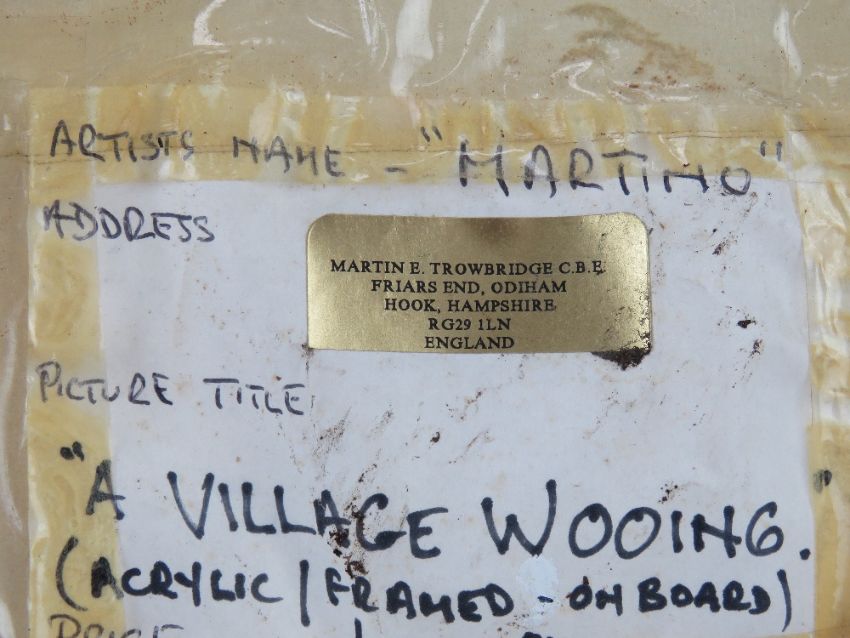 ARTISTS NAME - "MARTINO"
ADDRESS
MARTIN E. TROWBRIDGE C.B.E.
FRIARS END, ODIHAM
HOOK, HAMPSHIRE
RG29 1LN
ENGLAND
PICTURE TITLE
"A VILLAGE WOOING."
(ACRYLIC / FRAMED - ON BOARD)
PRICE